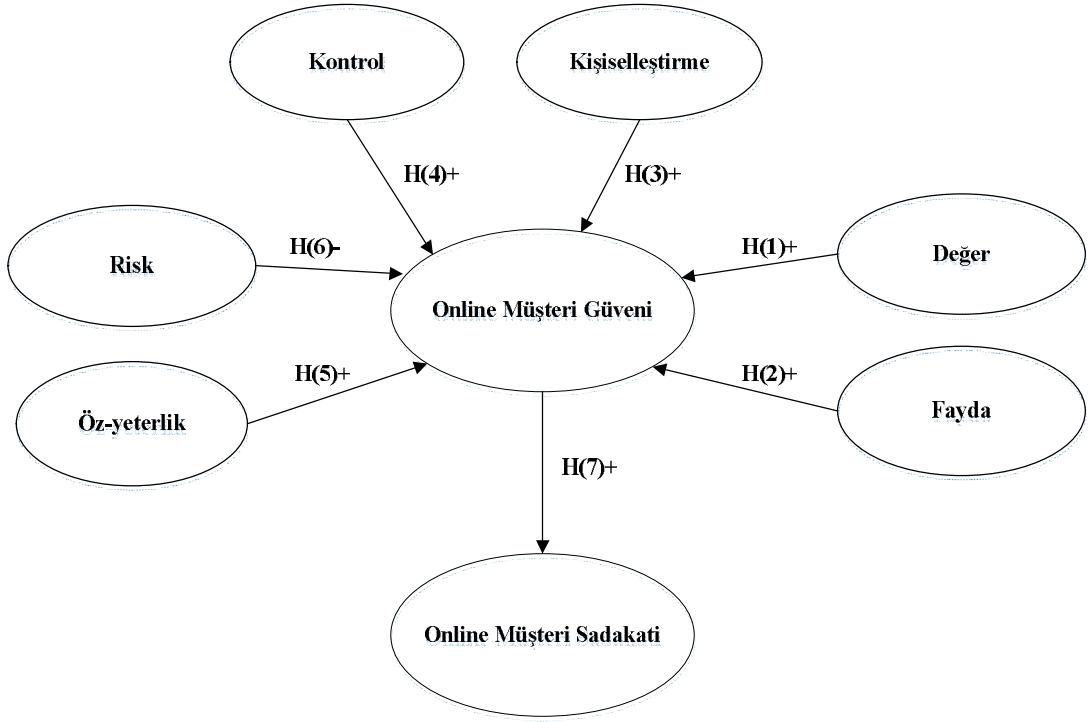 Kontrol
Kişiselleştirme
H(4)+
H(3)+
Risk
H(6)-
H(1)+
Değer
Online Müşteri Güveni
Öz-yeterlik
H(5)+
H(2)+
Fayda
H(7)+
Online Müşteri Sadakati